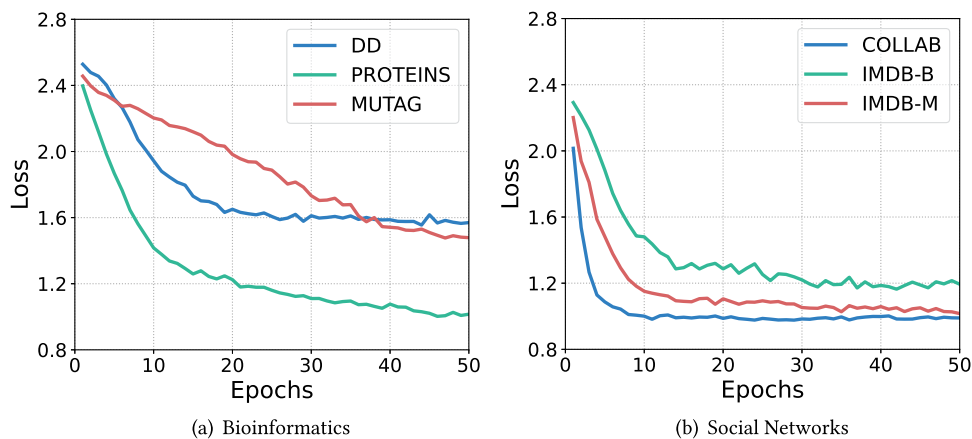 2.8
2.4
2.0
1.6
1.2
0.8
Loss
DD
PROTEINS
MUTAG
0 10 20 30 40 50
Epochs
(a) Bioinformatics
2.8
2.4
2.0
1.6
1.2
0.8
Loss
COLLAB
IMDB-B
IMDB-M
0 10 20 30 40 50
Epochs
(b) Social Networks